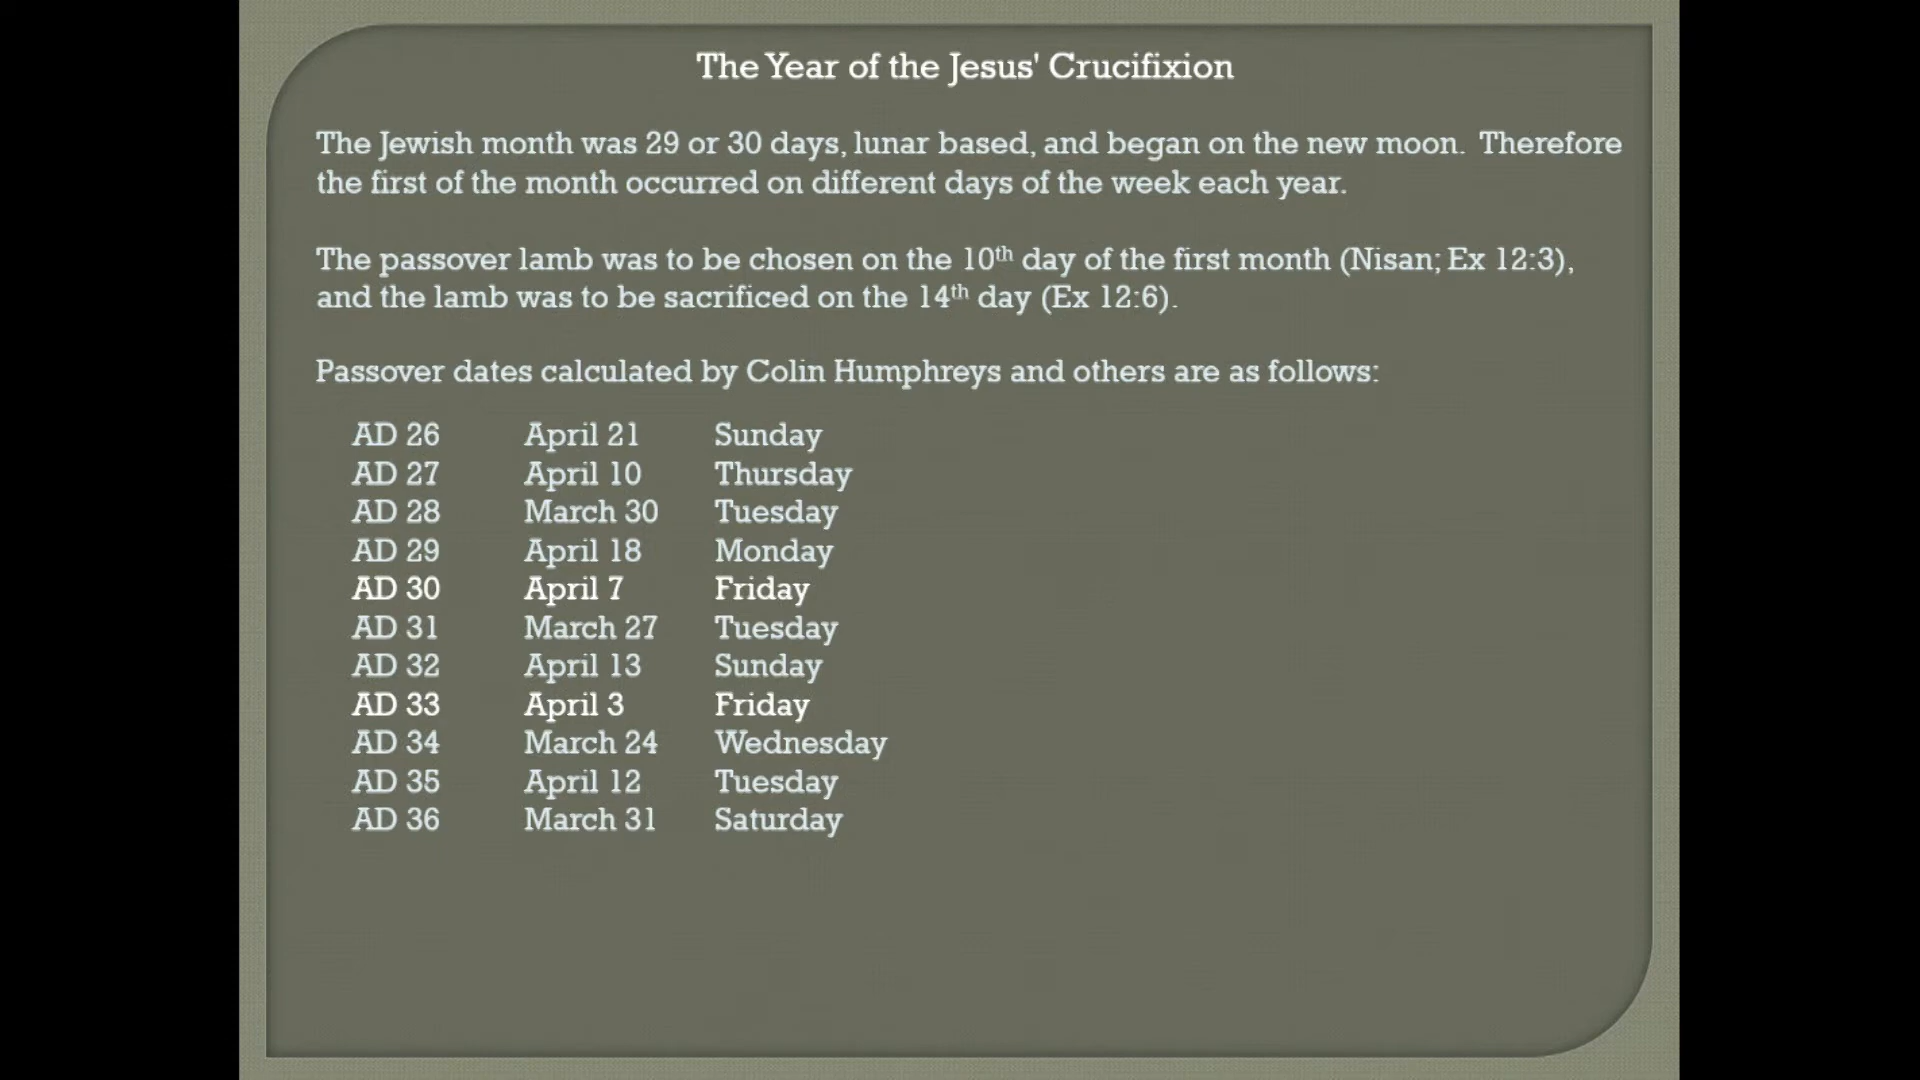 The Year of the Jesus' Crucifixion
The Jewish month was 29 or 30 days, lunar based, and began on the new moon. Therefore
the first of the month occurred on different days of the week each year.
The passover lamb was to be chosen on the 10th day of the first month (Nisan; Ex 12:3),
and the lamb was to be sacrificed on the 14th day (Ex 12:6).
Passover dates calculated by Colin Humphreys and others are as follows:
AD 26 April 21 Sunday
AD 27 April 10 Thursday
AD 28 March 30 Tuesday
AD 29 April 18 Monday
AD 30 April 7 Friday
AD 31 March 27 Tuesday
AD 32 April 13 Sunday
AD 33 April 3 Friday
AD 34 March 24 Wednesday
AD 35 April 12 Tuesday
AD 36 March 31 Saturday